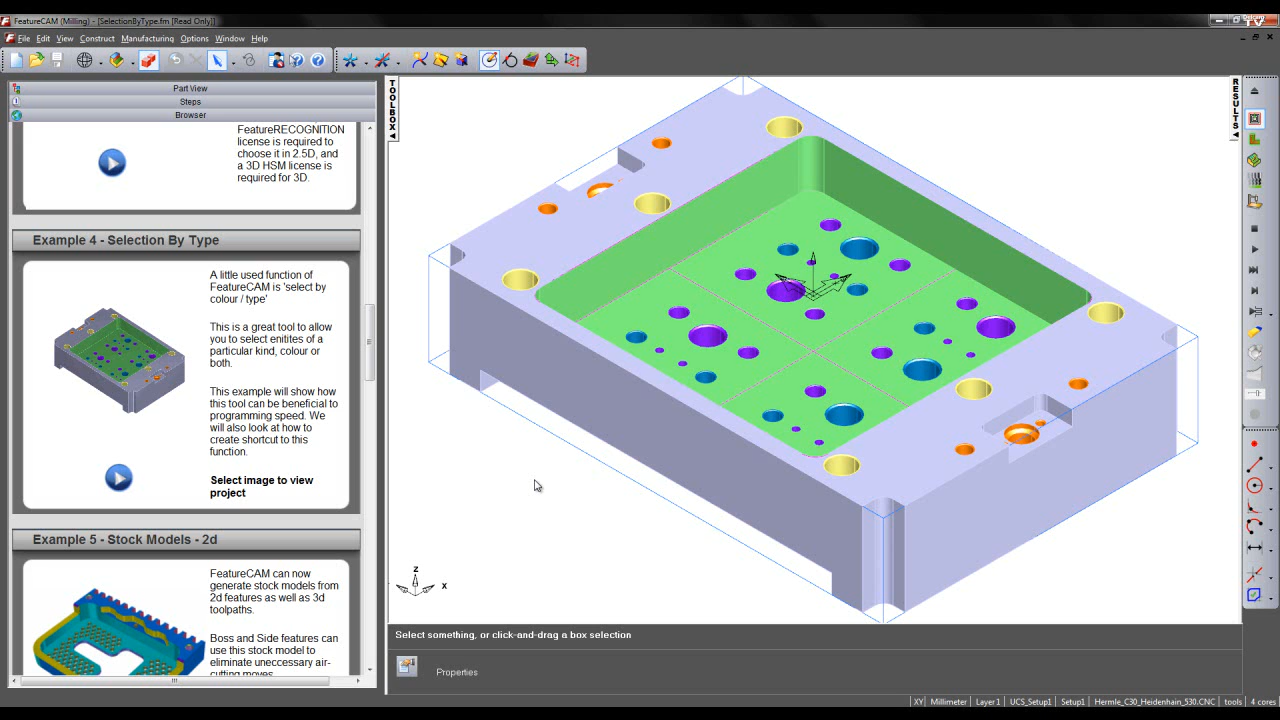 FeatureCAM (Milling) - [SelectionByType.fm [Read Only]]
Delcam
TV
File Edit View Construct Manufacturing Options Window Help
Part View
Steps
Browser
FeatureRECOGNITION
license is required to
choose it in 2.5D, and
a 3D HSM license is
required for 3D.
Example 4 - Selection By Type
A little used function of
FeatureCAM is 'select by
colour / type'
This is a great tool to allow
you to select enitites of a
particular kind, colour or
both.
This example will show how
this tool can be beneficial to
programming speed. We
will also look at how to
create shortcut to this
function.
Select image to view
project
Example 5 - Stock Models - 2d
FeatureCAM can now
generate stock models from
2d features as well as 3d
toolpaths.
Boss and Side features can
use this stock model to
eliminate uneccessary air-
cutting moves.
TOOLBOX
RESULTS
Z
X
Select something, or click-and-drag a box selection
Properties
XY Millimeter Layer1 UCS_Setup1 Setup1 Hermle_C30_Heidenhain_530.CNC tools 4 cores